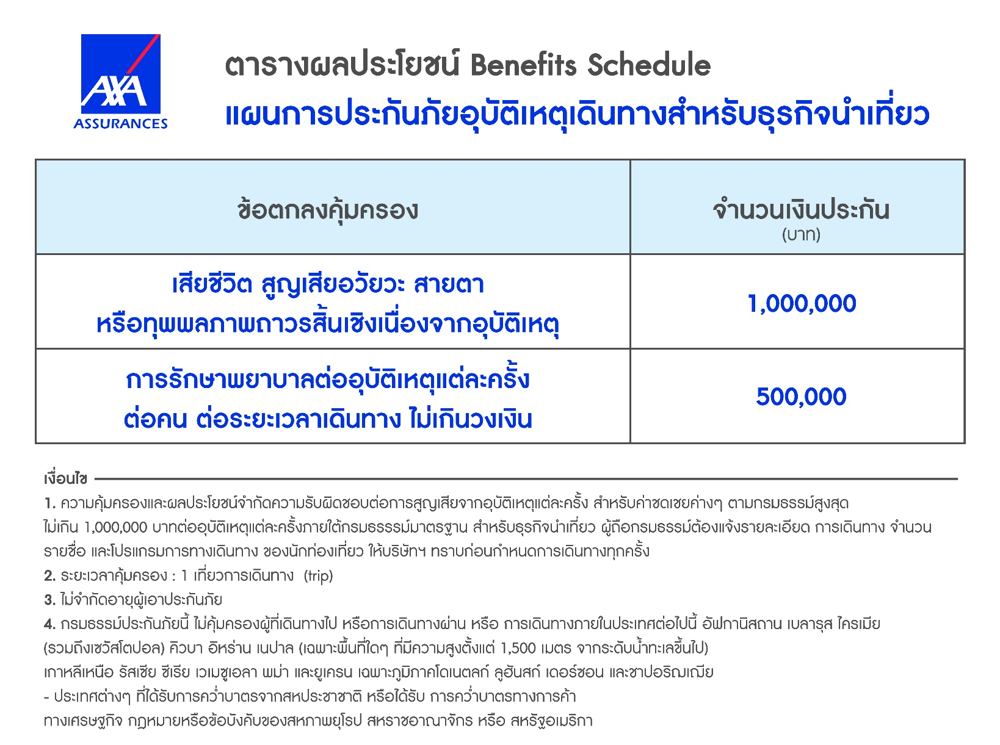 AXA
ASSURANCES
ตารางผลประโยชน์ Benefits Schedule
แผนการประกันภัยอุบัติเหตุเดินทางสำหรับธุรกิจนำเที่ยว
ข้อตกลงคุ้มครอง
จำนวนเงินประกัน
(บาท)
เสียชีวิต สูญเสียอวัยวะ สายตา
หรือทุพพลภาพถาวรสิ้นเชิงเนื่องจากอุบัติเหตุ
1,000,000
การรักษาพยาบาลต่ออุบัติเหตุแต่ละครั้ง
ต่อคน ต่อระยะเวลาเดินทาง ไม่เกินวงเงิน
500,000
เงื่อนไข
1. ความคุ้มครองและผลประโยชน์จำกัดความรับผิดชอบต่อการสูญเสียจากอุบัติเหตุแต่ละครั้ง สำหรับค่าชดเชยค่างๆ ตามกรมธรรม์สูงสุด
ไม่เกิน 1,000,000 บาทต่ออุบัติเหตุแต่ละครั้งภายใต้กรมธรรรม์มาตรฐาน สำหรับธุรกิจนำเที่ยว ผู้ถือกรมธรรม์ต้องแจ้งรายละเอียด การเดินทาง จำนวน
รายชื่อ และโปรแกรมการทางเดินทาง ของนักท่องเที่ยว ให้บริษัทฯ ทราบก่อนกำหนดการเดินทางทุกครั้ง
2. ระยะเวลาคุ้มครอง : 1 เที่ยวการเดินทาง (trip)
3. ไม่จำกัดอายุผู้เอาประกันภัย
4. กรมธรรม์ประกันภัยนี้ ไม่คุ้มครองผู้ที่เดินทางไป หรือการเดินทางผ่าน หรือ การเดินทางภายในประเทศต่อไปนี้ อัฟกานิสถาน เบลารุส ไครเมีย
(รวมถึงเซวัสโตปอล) คิวบา อิหร่าน เนปาล (เฉพาะพื้นที่ใดๆ ที่มีความสูงตั้งแต่ 1,500 เมตร จากระดับน้ำทะเลขึ้นไป)
เกาหลีเหนือ รัสเซีย ซีเรีย เวเนซูเอลา พม่า และยูเครน เฉพาะภูมิภาคโดเนตลก์ ลูฮันสก์ เดอร์ซอน และซาปอริฌเฌีย
- ประเทศต่างๆ ที่ได้รับการคว่ำบาตรจากสหประชาชาติ หรือได้รับ การคว่ำบาตรทางการค้า
ทางเศรษฐกิจ กฎหมายหรือข้อบังคับของสหภาพยุโรป สหราชอาณาจักร หรือ สหรัฐอเมริกา